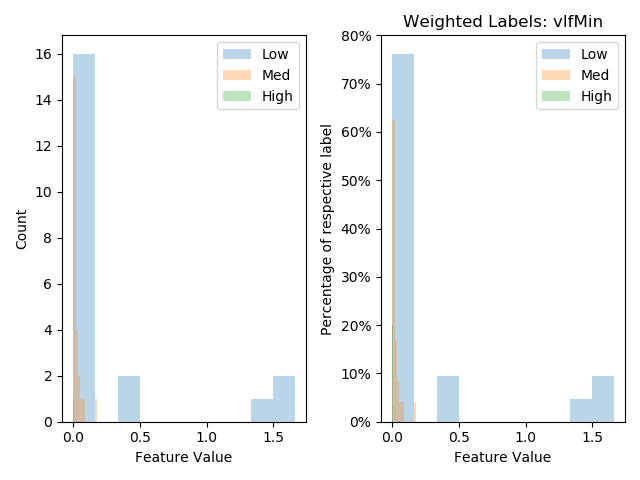 Weighted Labels: vlfMin
16
14
12
10
8
6
4
2
0
Count
0.0
0.5
1.0
1.5
Feature Value
Low
Med
High
80%
70%
60%
50%
40%
30%
20%
10%
0%
Percentage of respective label
0.0
0.5
1.0
1.5
Feature Value
Low
Med
High